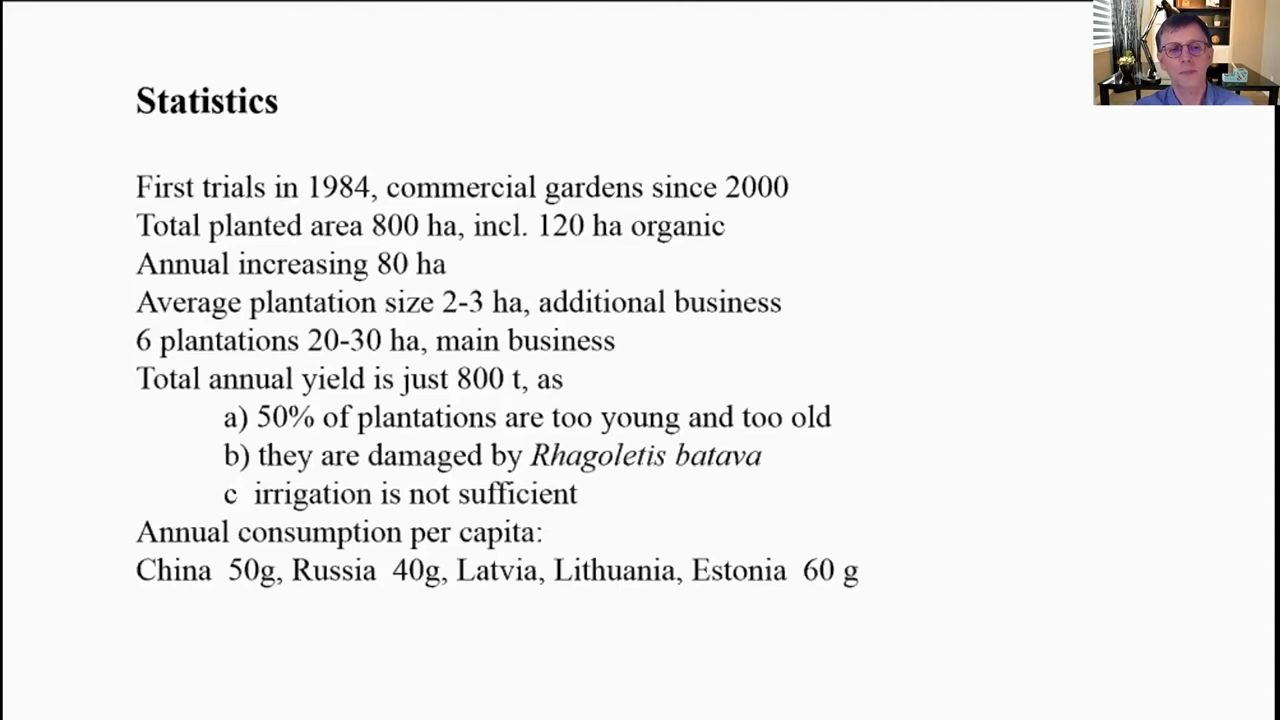 Statistics
First trials in 1984, commercial gardens since 2000
Total planted area 800 ha, incl. 120 ha organic
Annual increasing 80 ha
Average plantation size 2-3 ha, additional business
6 plantations 20-30 ha, main business
Total annual yield is just 800 t, as
a) 50% of plantations are too young and too old
b) they are damaged by Rhagoletis batava
c irrigation is not sufficient
Annual consumption per capita:
China 50g, Russia 40g, Latvia, Lithuania, Estonia 60 g